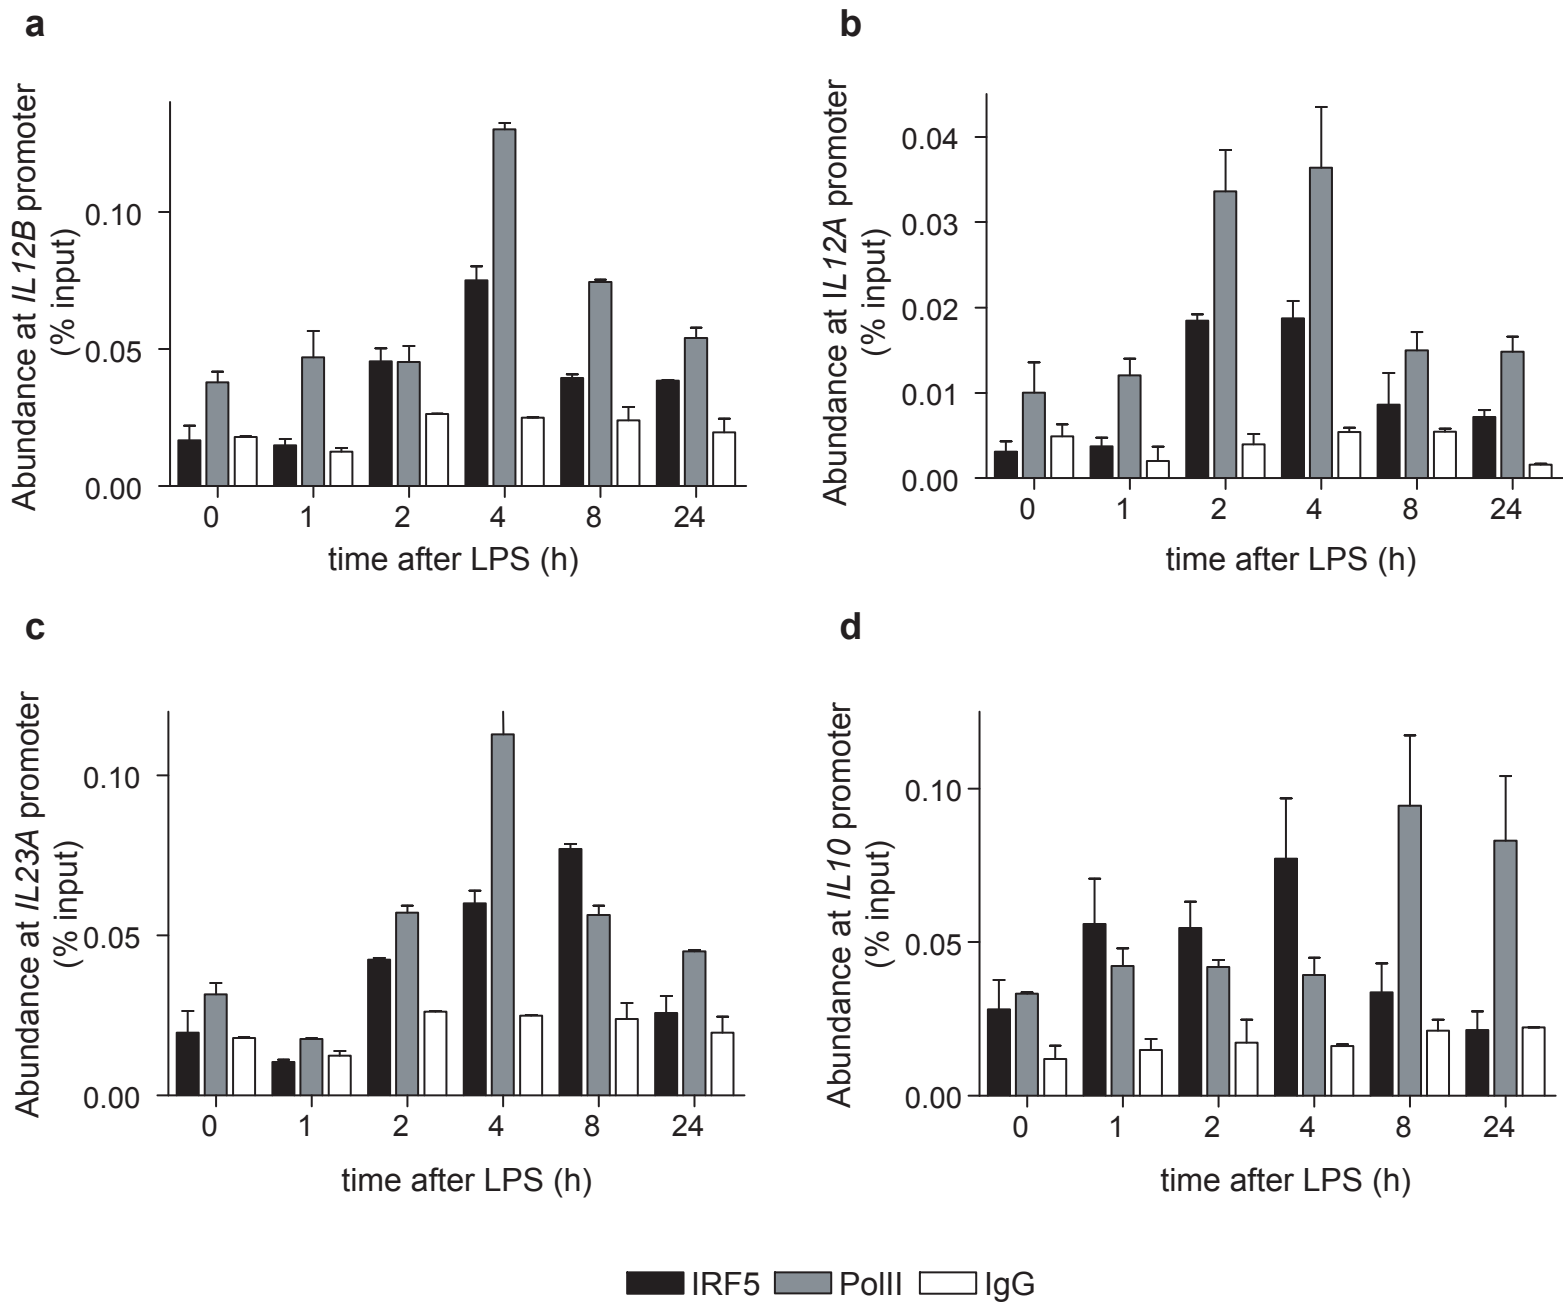 a
Abundance at IL12B promoter
(% input)
0.10
0.05
0.00
0 1 2 4 8 24
time after LPS (h)
b
Abundance at IL12A promoter
(% input)
0.04
0.03
0.02
0.01
0.00
0 1 2 4 8 24
time after LPS (h)
c
Abundance at IL23A promoter
(% input)
0.10
0.05
0.00
0 1 2 4 8 24
time after LPS (h)
d
Abundance at IL10 promoter
(% input)
0.10
0.05
0.00
0 1 2 4 8 24
time after LPS (h)
IRF5 PolII IgG